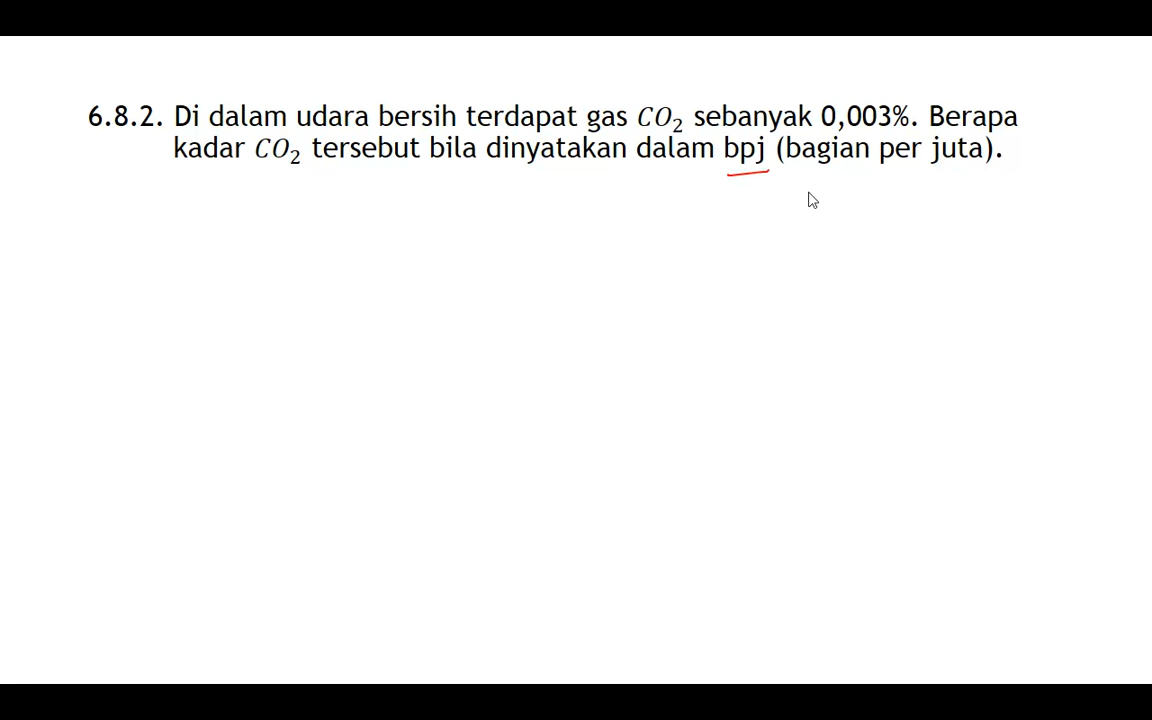 6.8.2. Di dalam udara bersih terdapat gas CO₂ sebanyak 0,003%. Berapa
kadar CO₂ tersebut bila dinyatakan dalam bpj (bagian per juta).